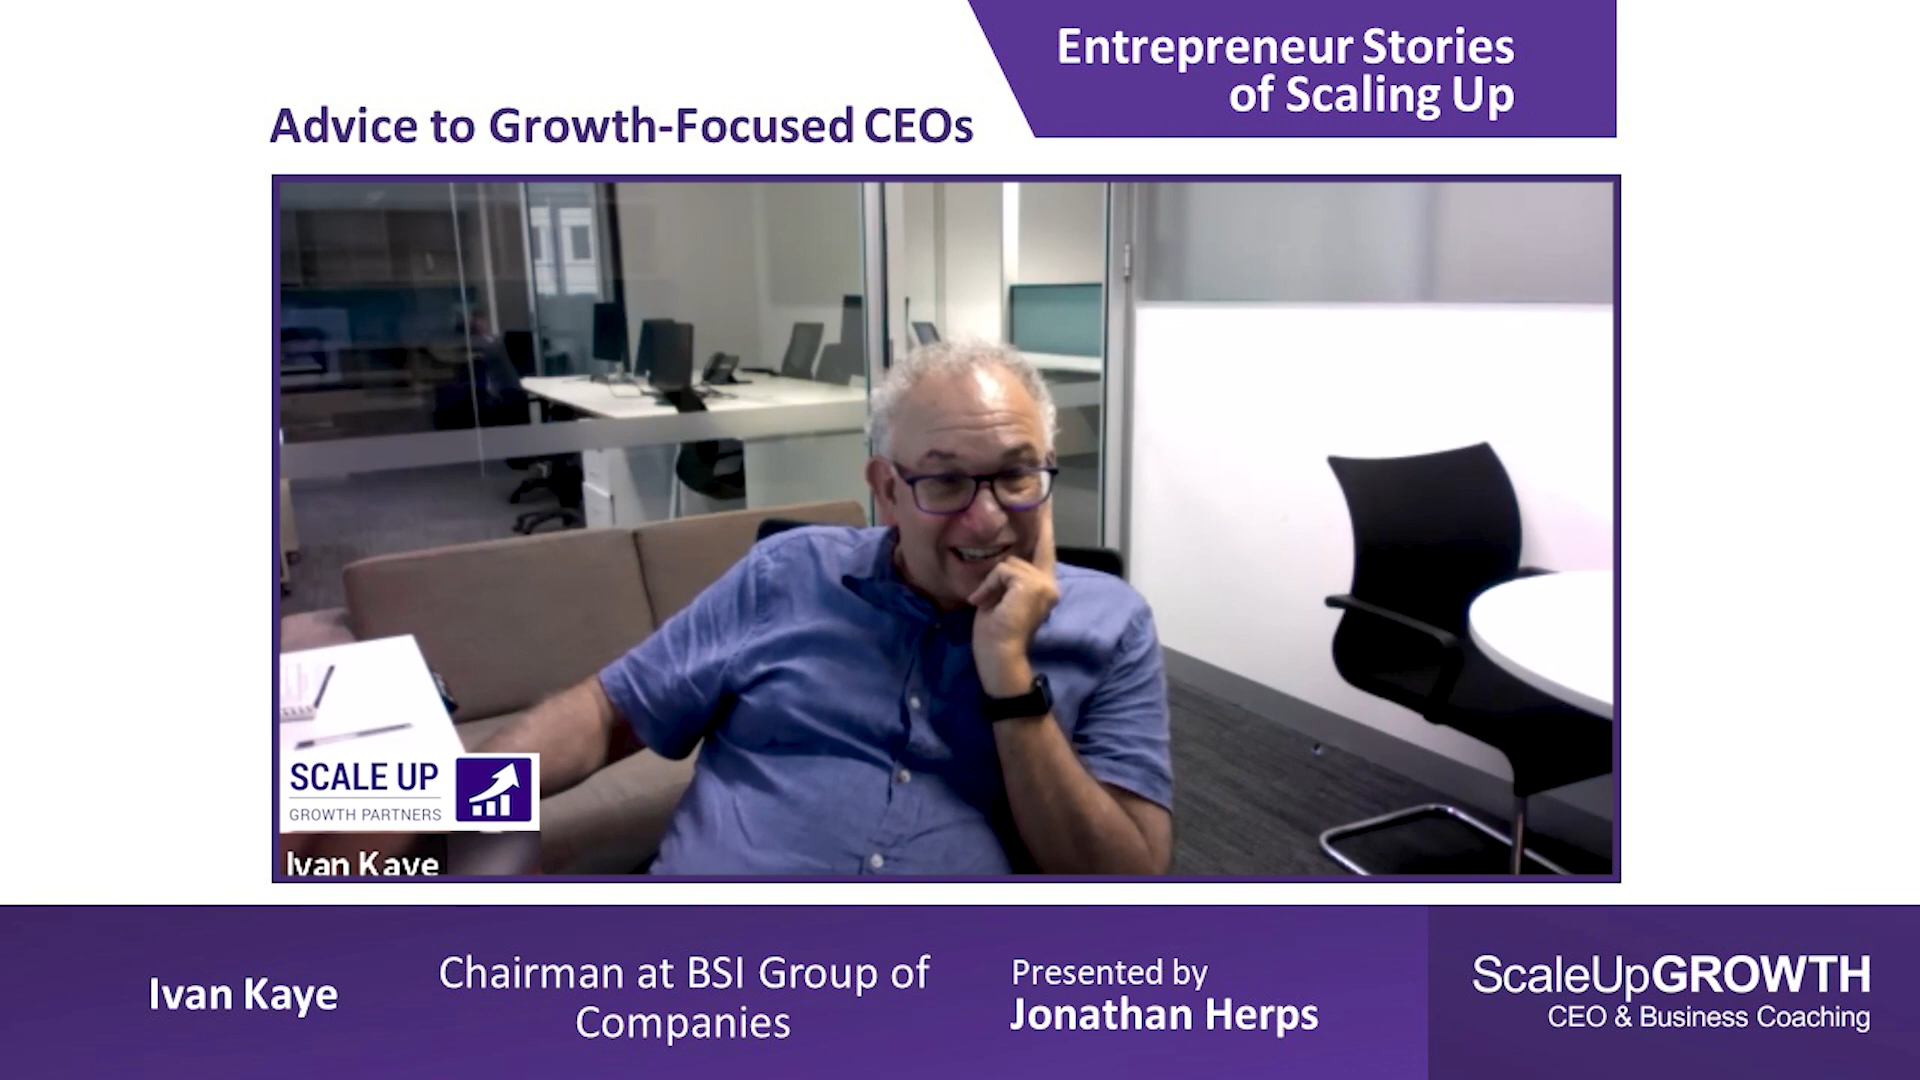 Entrepreneur Stories
of Scaling Up
Advice to Growth-Focused CEOs
SCALE UP
GROWTH PARTNERS
Ivan Kaye
Ivan Kaye
Chairman at BSI Group of
Companies
Presented by
Jonathan Herps
ScaleUpGROWTH
CEO & Business Coaching